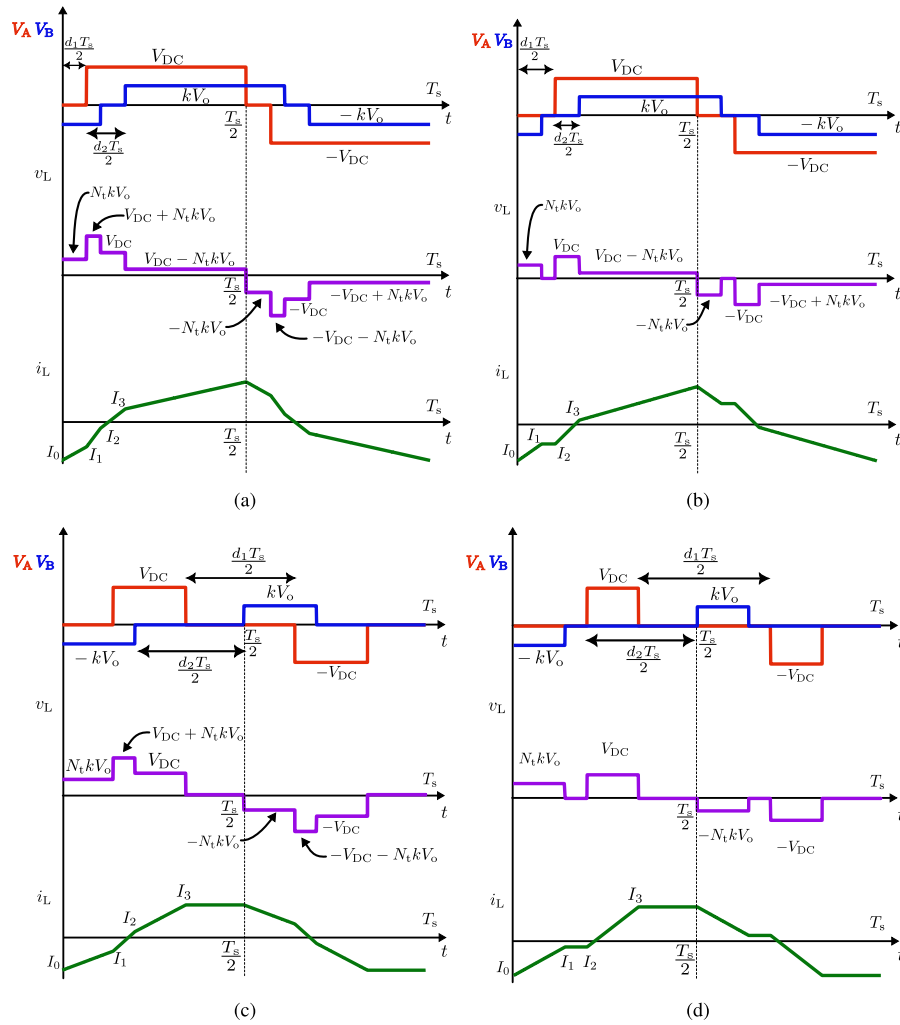 V_A V_B
d_1T_s/2
V_DC
kV_o
T_s
t
T_s/2
−kV_o
−V_DC
d_2T_s/2
v_L
N_tkV_o
V_DC + N_tkV_o
V_DC
V_DC − N_tkV_o
T_s/2
−N_tkV_o
−V_DC
−V_DC + N_tkV_o
−V_DC − N_tkV_o
t
i_L
I_3
T_s
I_2
I_0
I_1
T_s/2
t
(a)
V_A V_B
d_1T_s/2
V_DC
kV_o
T_s
t
T_s/2
−kV_o
−V_DC
d_2T_s/2
v_L
N_tkV_o
V_DC
V_DC − N_tkV_o
T_s/2
−N_tkV_o
−V_DC
−V_DC + N_tkV_o
t
i_L
I_3
T_s
I_1
I_0
I_2
T_s/2
t
(b)
V_A V_B
V_DC
d_1T_s/2
kV_o
T_s
t
−kV_o
d_2T_s/2
T_s/2
−V_DC
v_L
V_DC + N_tkV_o
N_tkV_o
V_DC
T_s
T_s/2
t
−N_tkV_o
−V_DC
−V_DC − N_tkV_o
i_L
I_3
I_2
T_s
I_0
I_1
T_s/2
t
(c)
V_A V_B
V_DC
d_1T_s/2
kV_o
T_s
t
−kV_o
d_2T_s/2
T_s/2
−V_DC
v_L
N_tkV_o
V_DC
T_s
T_s/2
t
−N_tkV_o
−V_DC
i_L
I_3
T_s
I_0
I_1
I_2
T_s/2
t
(d)